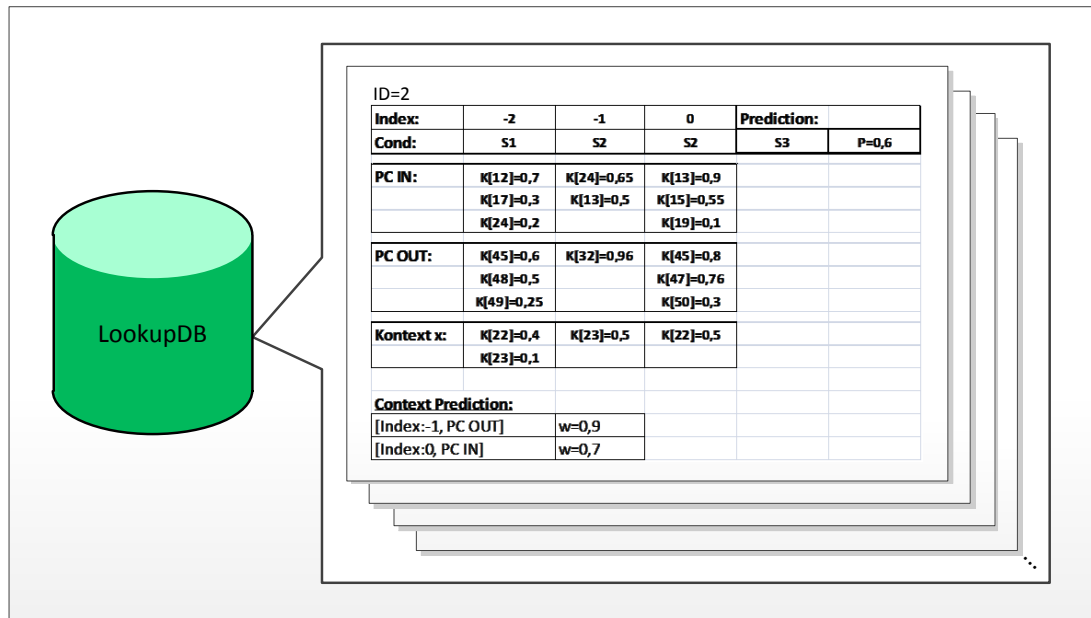 ID=2
Index: -2 -1 0 Prediction:
Cond: S1 S2 S2 S3 P=0,6
PC IN: K[12]=0,7 K[24]=0,65 K[13]=0,9
K[17]=0,3 K[13]=0,5 K[15]=0,55
K[24]=0,2 K[19]=0,1
PC OUT: K[45]=0,6 K[32]=0,96 K[45]=0,8
K[48]=0,5 K[47]=0,76
K[49]=0,25 K[50]=0,3
LookupDB
Kontext x: K[22]=0,4 K[23]=0,5 K[22]=0,5
K[23]=0,1
Context Prediction:
[Index:-1, PC OUT] w=0,9
[Index:0, PC IN] w=0,7
...